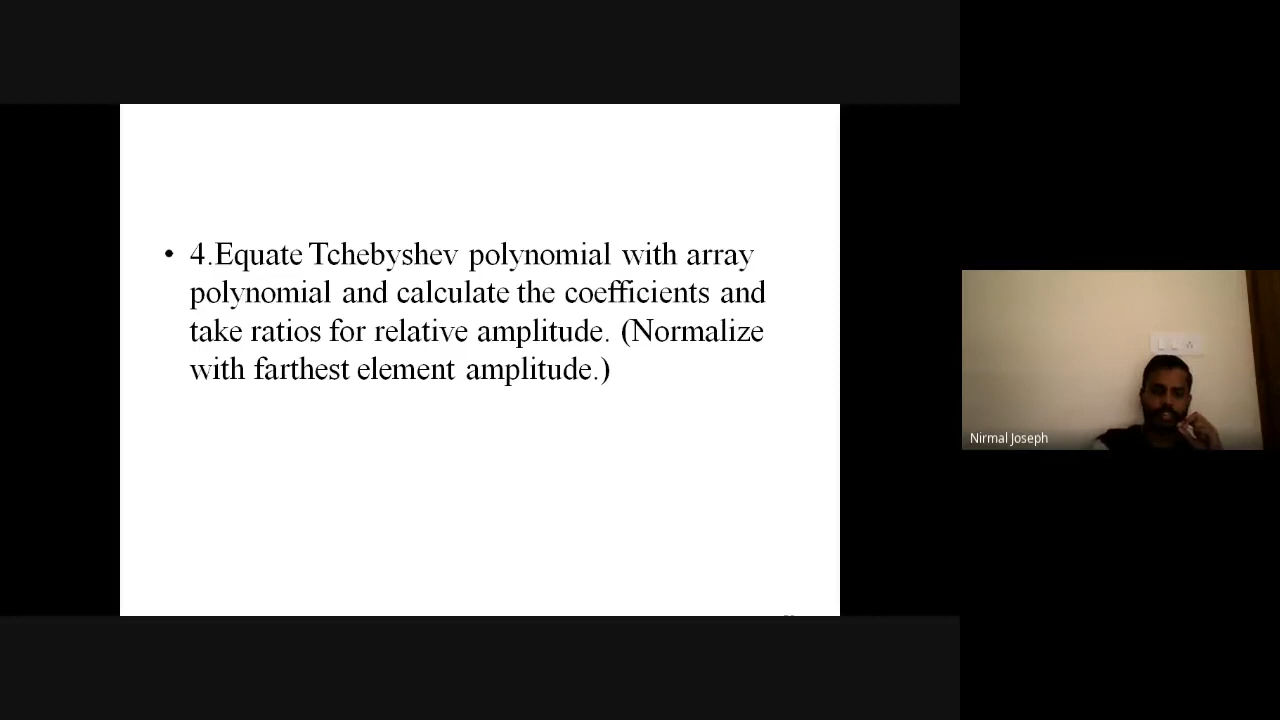 • 4.Equate Tchebyshev polynomial with array
polynomial and calculate the coefficients and
take ratios for relative amplitude. (Normalize
with farthest element amplitude.)
Nirmal Joseph